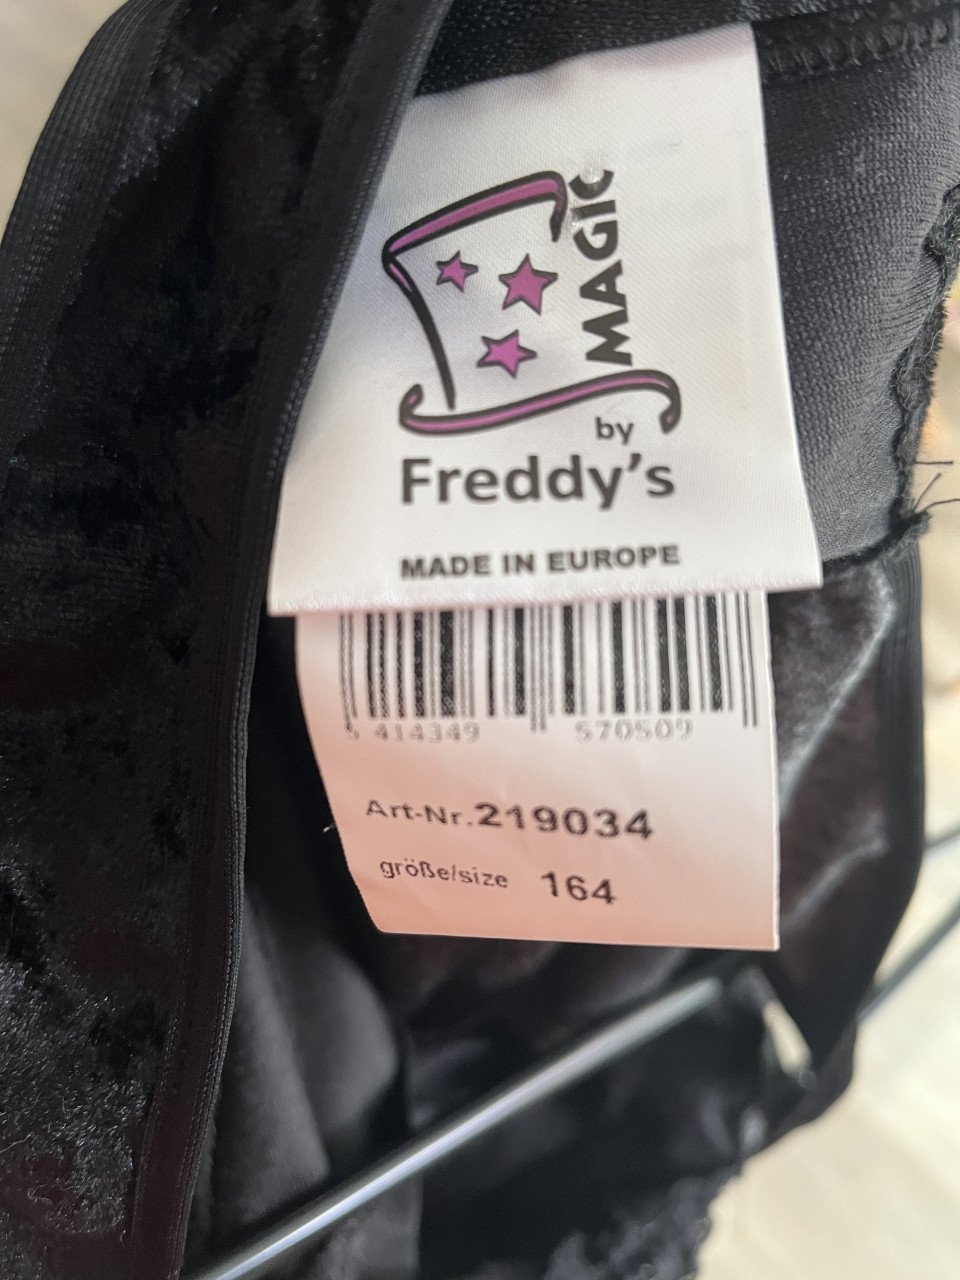 MAGIC
by
Freddy's
MADE IN EUROPE
5 414349 570509
Art-Nr.219034
größe/size 164